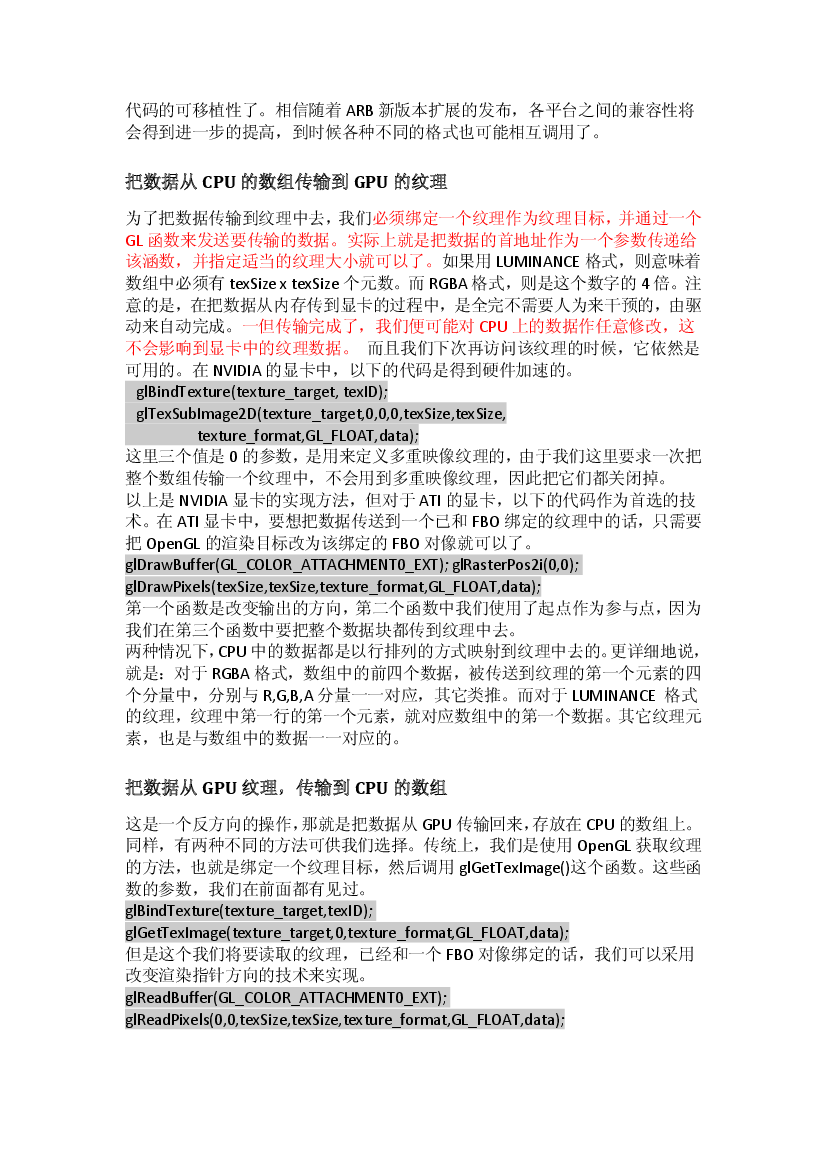 代码的可移植性了。相信随着 ARB 新版本扩展的发布，各平台之间的兼容性将
会得到进一步的提高，到时候各种不同的格式也可能相互调用了。
把数据从 CPU 的数组传输到 GPU 的纹理
为了把数据传输到纹理中去，我们必须绑定一个纹理作为纹理目标，并通过一个
GL 函数来发送要传输的数据。实际上就是把数据的首地址作为一个参数传递给
该涵数，并指定适当的纹理大小就可以了。如果用 LUMINANCE 格式，则意味着
数组中必须有 texSize x texSize 个元数。而 RGBA 格式，则是这个数字的 4 倍。注
意的是，在把数据从内存传到显卡的过程中，是全完不需要人为来干预的，由驱
动来自动完成。一但传输完成了，我们便可能对 CPU 上的数据作任意修改，这
不会影响到显卡中的纹理数据。 而且我们下次再访问该纹理的时候，它依然是
可用的。在 NVIDIA 的显卡中，以下的代码是得到硬件加速的。
glBindTexture(texture_target, texID);
glTexSubImage2D(texture_target,0,0,0,texSize,texSize,
texture_format,GL_FLOAT,data);
这里三个值是 0 的参数，是用来定义多重映像纹理的，由于我们这里要求一次把
整个数组传输一个纹理中，不会用到多重映像纹理，因此把它们都关闭掉。
以上是 NVIDIA 显卡的实现方法，但对于 ATI 的显卡，以下的代码作为首选的技
术。在 ATI 显卡中，要想把数据传送到一个已和 FBO 绑定的纹理中的话，只需要
把 OpenGL 的渲染目标改为该绑定的 FBO 对像就可以了。
glDrawBuffer(GL_COLOR_ATTACHMENT0_EXT); glRasterPos2i(0,0);
glDrawPixels(texSize,texSize,texture_format,GL_FLOAT,data);
第一个函数是改变输出的方向，第二个函数中我们使用了起点作为参与点，因为
我们在第三个函数中要把整个数据块都传到纹理中去。
两种情况下，CPU 中的数据都是以行排列的方式映射到纹理中去的。更详细地说，
就是：对于 RGBA 格式，数组中的前四个数据，被传送到纹理的第一个元素的四
个分量中，分别与 R,G,B,A 分量一一对应，其它类推。而对于 LUMINANCE 格式
的纹理，纹理中第一行的第一个元素，就对应数组中的第一个数据。其它纹理元
素，也是与数组中的数据一一对应的。
把数据从 GPU 纹理，传输到 CPU 的数组
这是一个反方向的操作，那就是把数据从 GPU 传输回来，存放在 CPU 的数组上。
同样，有两种不同的方法可供我们选择。传统上，我们是使用 OpenGL 获取纹理
的方法，也就是绑定一个纹理目标，然后调用 glGetTexImage()这个函数。这些函
数的参数，我们在前面都有见过。
glBindTexture(texture_target,texID);
glGetTexImage(texture_target,0,texture_format,GL_FLOAT,data);
但是这个我们将要读取的纹理，已经和一个 FBO 对像绑定的话，我们可以采用
改变渲染指针方向的技术来实现。
glReadBuffer(GL_COLOR_ATTACHMENT0_EXT);
glReadPixels(0,0,texSize,texSize,texture_format,GL_FLOAT,data);